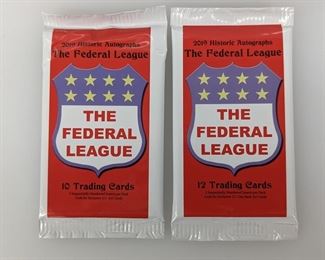 2019 Historic Autographs
The Federal League
THE
FEDERAL
LEAGUE
10 Trading Cards
2019 Historic Autographs
The Federal League
THE
FEDERAL
LEAGUE
12 Trading Cards